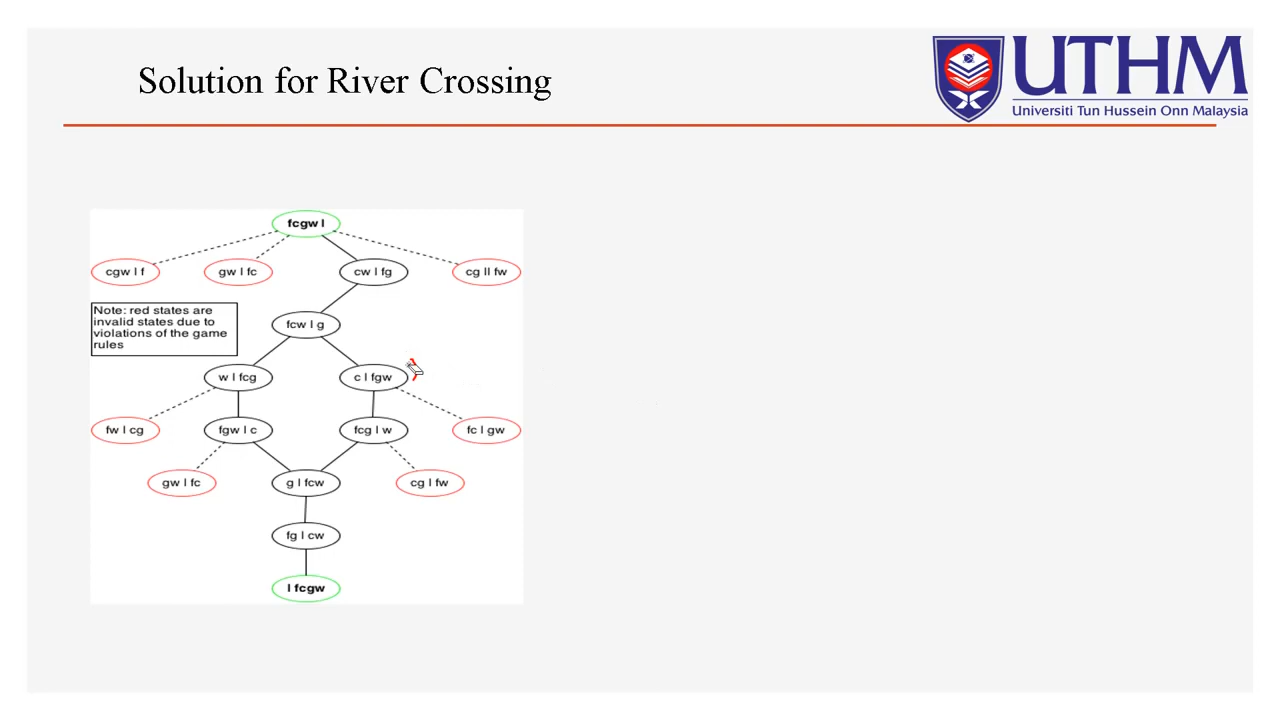 Solution for River Crossing
UTHM
Universiti Tun Hussein Onn Malaysia
fcgw l
cgw l f
gw l fc
cw l fg
cg ll fw
Note: red states are
invalid states due to
violations of the game
rules
fcw l g
w l fcg
c l fgw
fw l cg
fgw l c
fcg l w
fc l gw
gw l fc
g l fcw
cg l fw
fg l cw
l fcgw